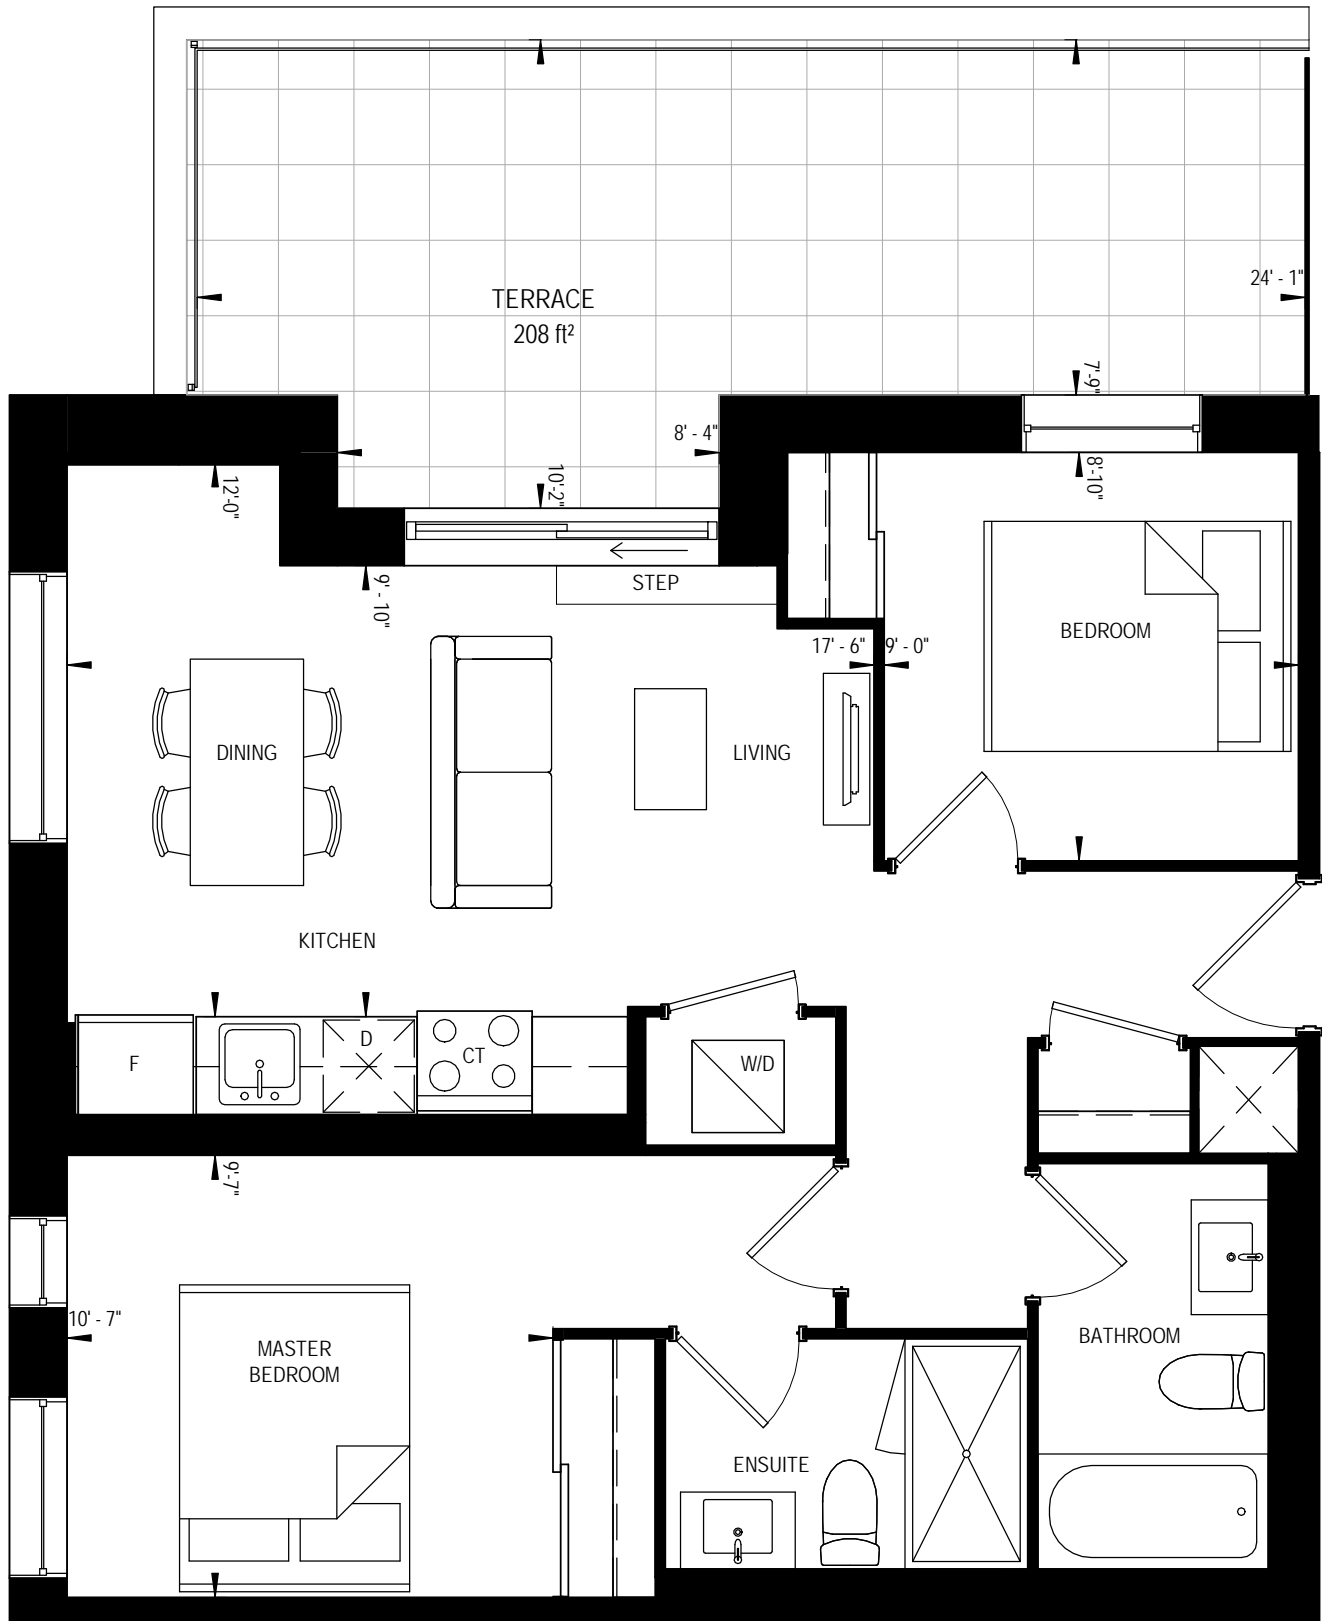 TERRACE
208 ft²
24' - 1"
7'-9"
8' - 4"
10'-2"
12'-0"
8'-10"
9' - 10"
STEP
BEDROOM
17' - 6"
9' - 0"
DINING
LIVING
KITCHEN
F
D
CT
W/D
9'-7"
10' - 7"
MASTER
BEDROOM
BATHROOM
ENSUITE